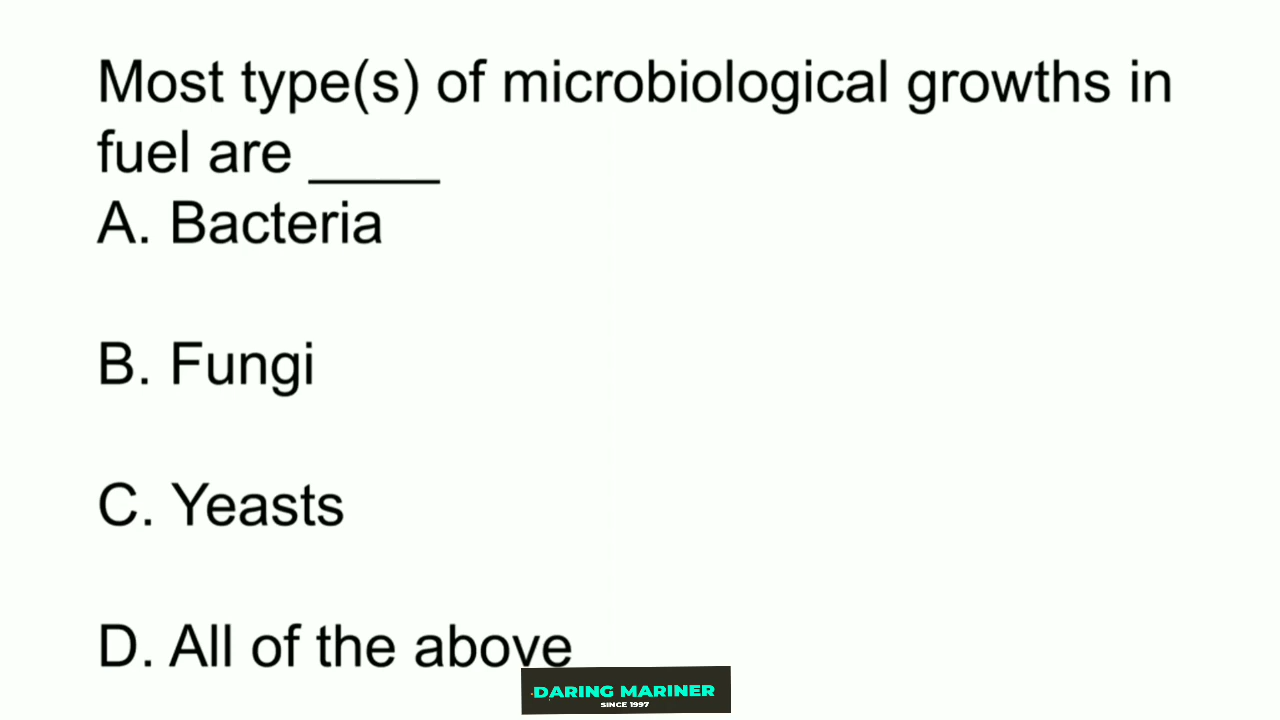 Most type(s) of microbiological growths in
fuel are ____
A. Bacteria
B. Fungi
C. Yeasts
D. All of the above
DARING MARINER
SINCE 1997